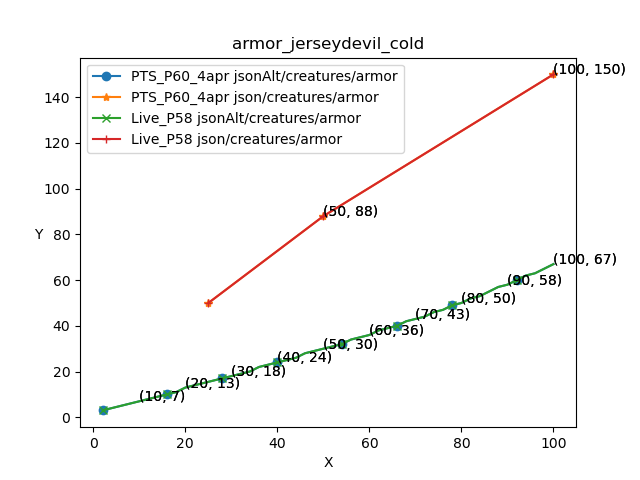 armor_jerseydevil_cold
PTS_P60_4apr jsonAlt/creatures/armor
PTS_P60_4apr json/creatures/armor
Live_P58 jsonAlt/creatures/armor
Live_P58 json/creatures/armor
(100, 150)
(50, 88)
(100, 67)
(90, 58)
(80, 50)
(70, 43)
(60, 36)
(50, 30)
(40, 24)
(30, 18)
(20, 13)
(10, 7)
Y
140
120
100
80
60
40
20
0
0 20 40 60 80 100
X